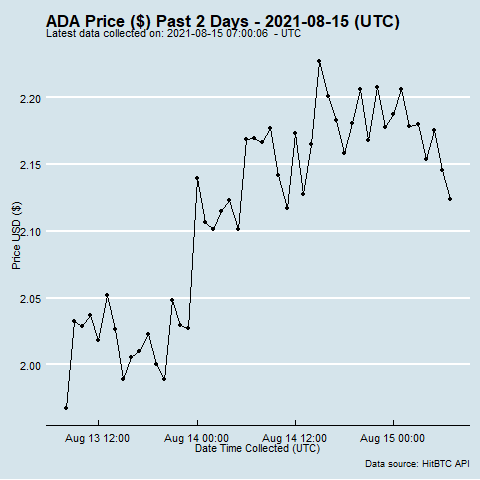 ADA Price ($) Past 2 Days - 2021-08-15 (UTC)
Latest data collected on: 2021-08-15 07:00:06  - UTC
Price USD ($)
2.20
2.15
2.10
2.05
2.00
Aug 13 12:00 Aug 14 00:00 Aug 14 12:00 Aug 15 00:00
Date Time Collected (UTC)
Data source: HitBTC API